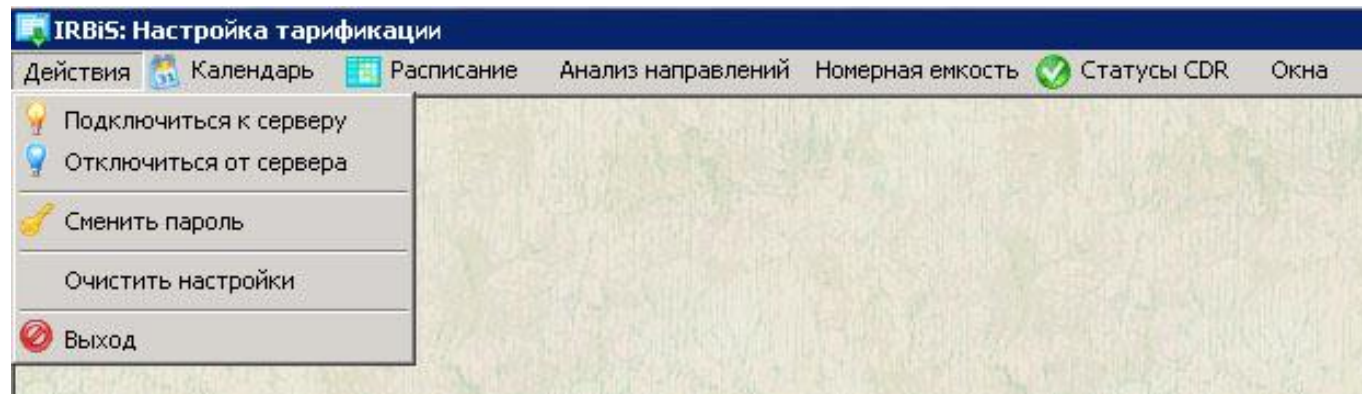 IRBiS: Настройка тарификации
Действия Календарь Расписание Анализ направлений Номерная емкость Статусы CDR Окна
Подключиться к серверу
Отключиться от сервера
Сменить пароль
Очистить настройки
Выход